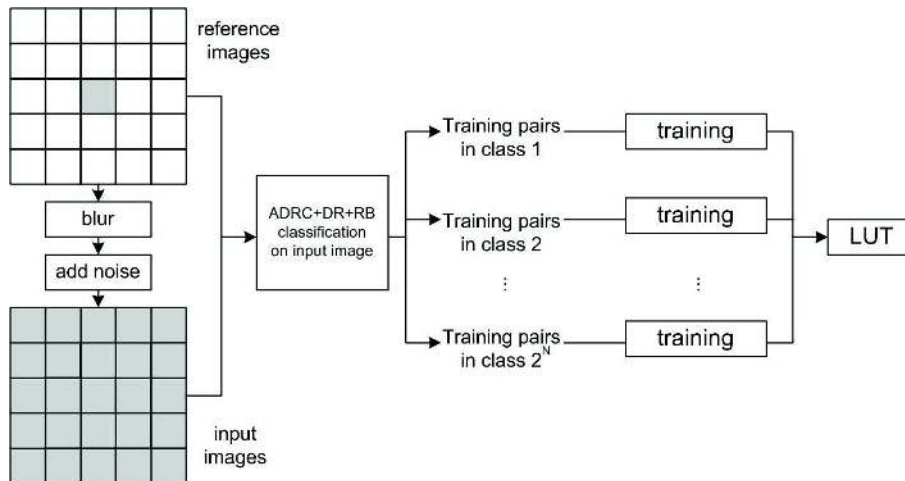 reference
images
blur
add noise
input
images
ADRC+DR+RB
classification
on input image
Training pairs
in class 1
training
Training pairs
in class 2
training
⋮
⋮
Training pairs
in class 2^N
training
LUT